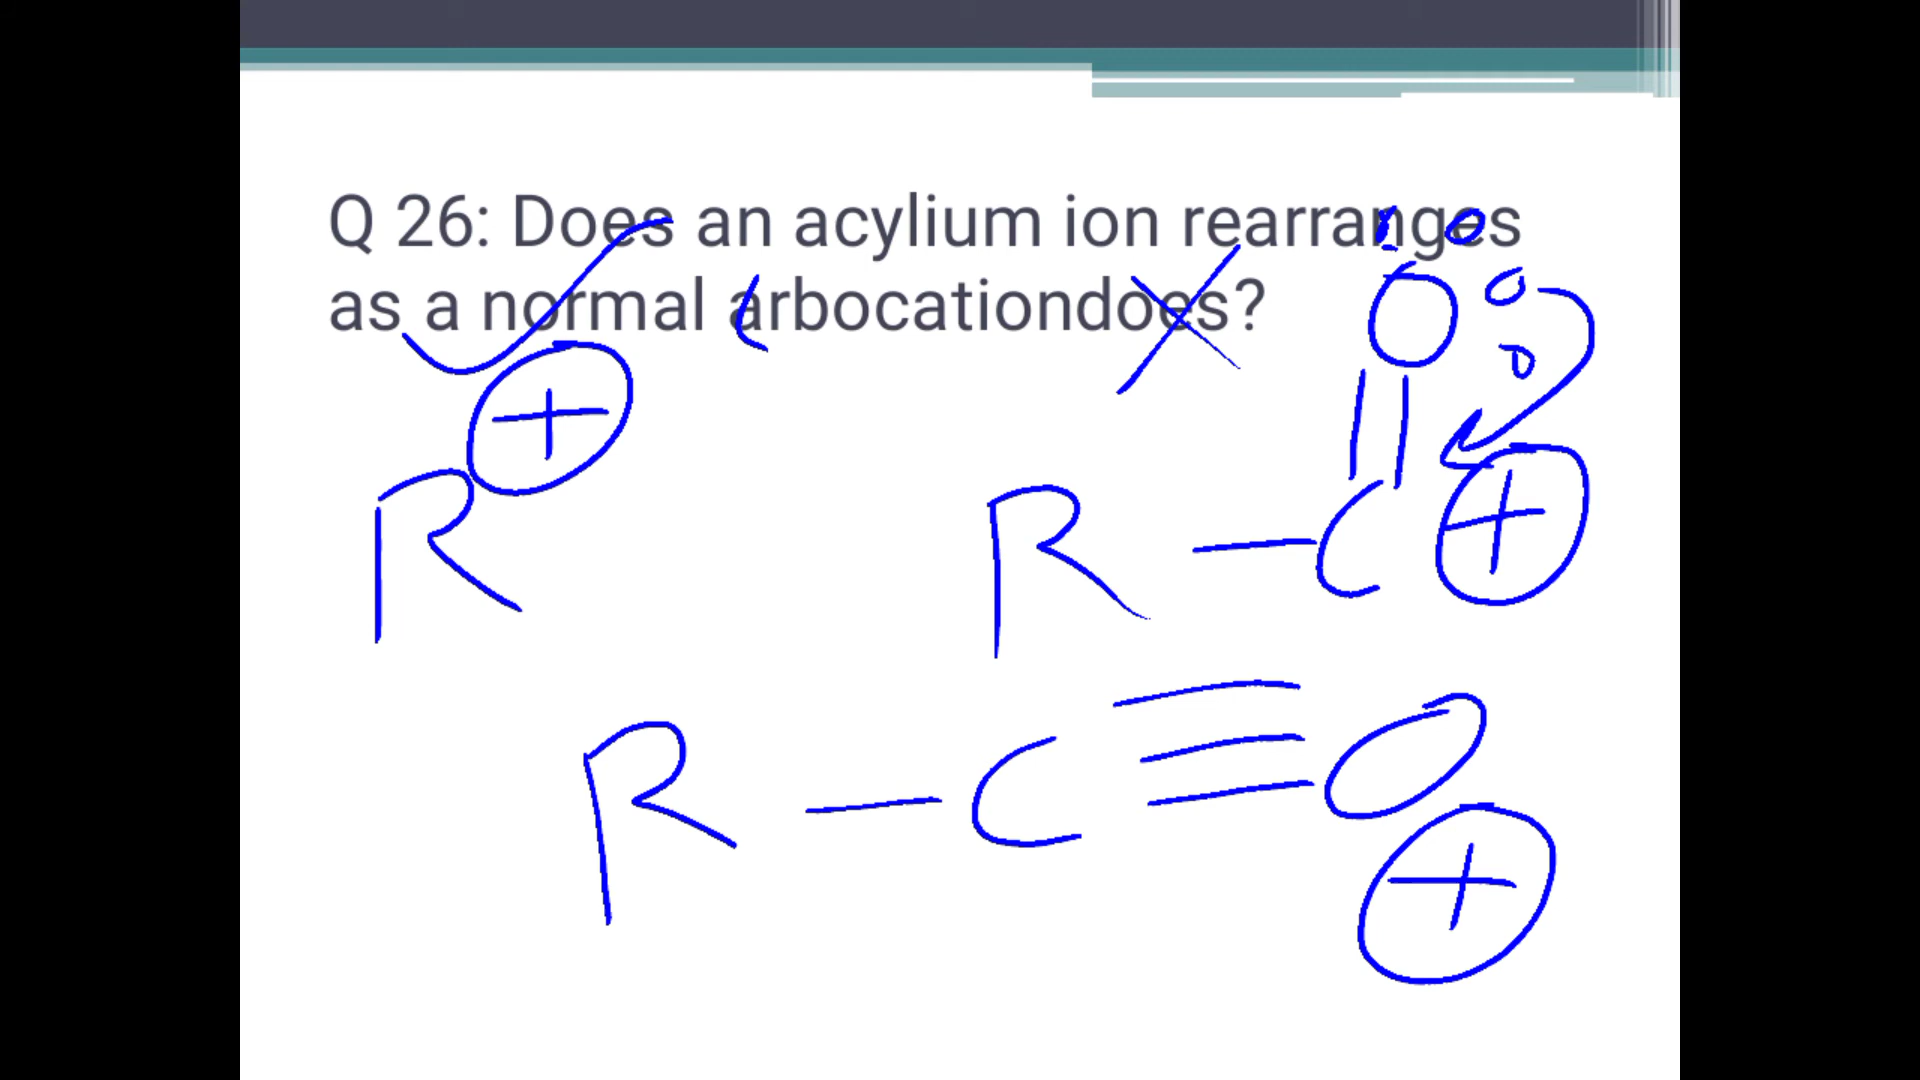 Q 26: Does an acylium ion rearranges
as a normal arbocationdoes?
(
O
R ⊕
R — C ⊕
R — C ≡ O
⊕